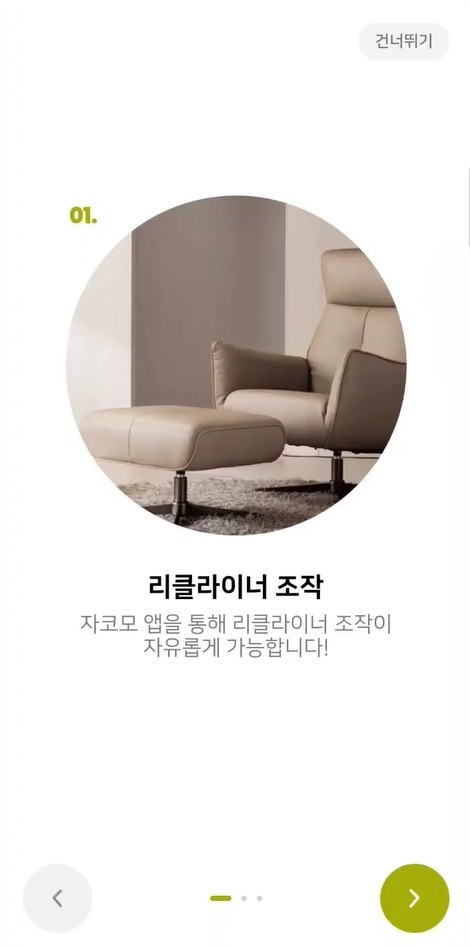 건너뛰기
01.
리클라이너 조작
자코모 앱을 통해 리클라이너 조작이
자유롭게 가능합니다!